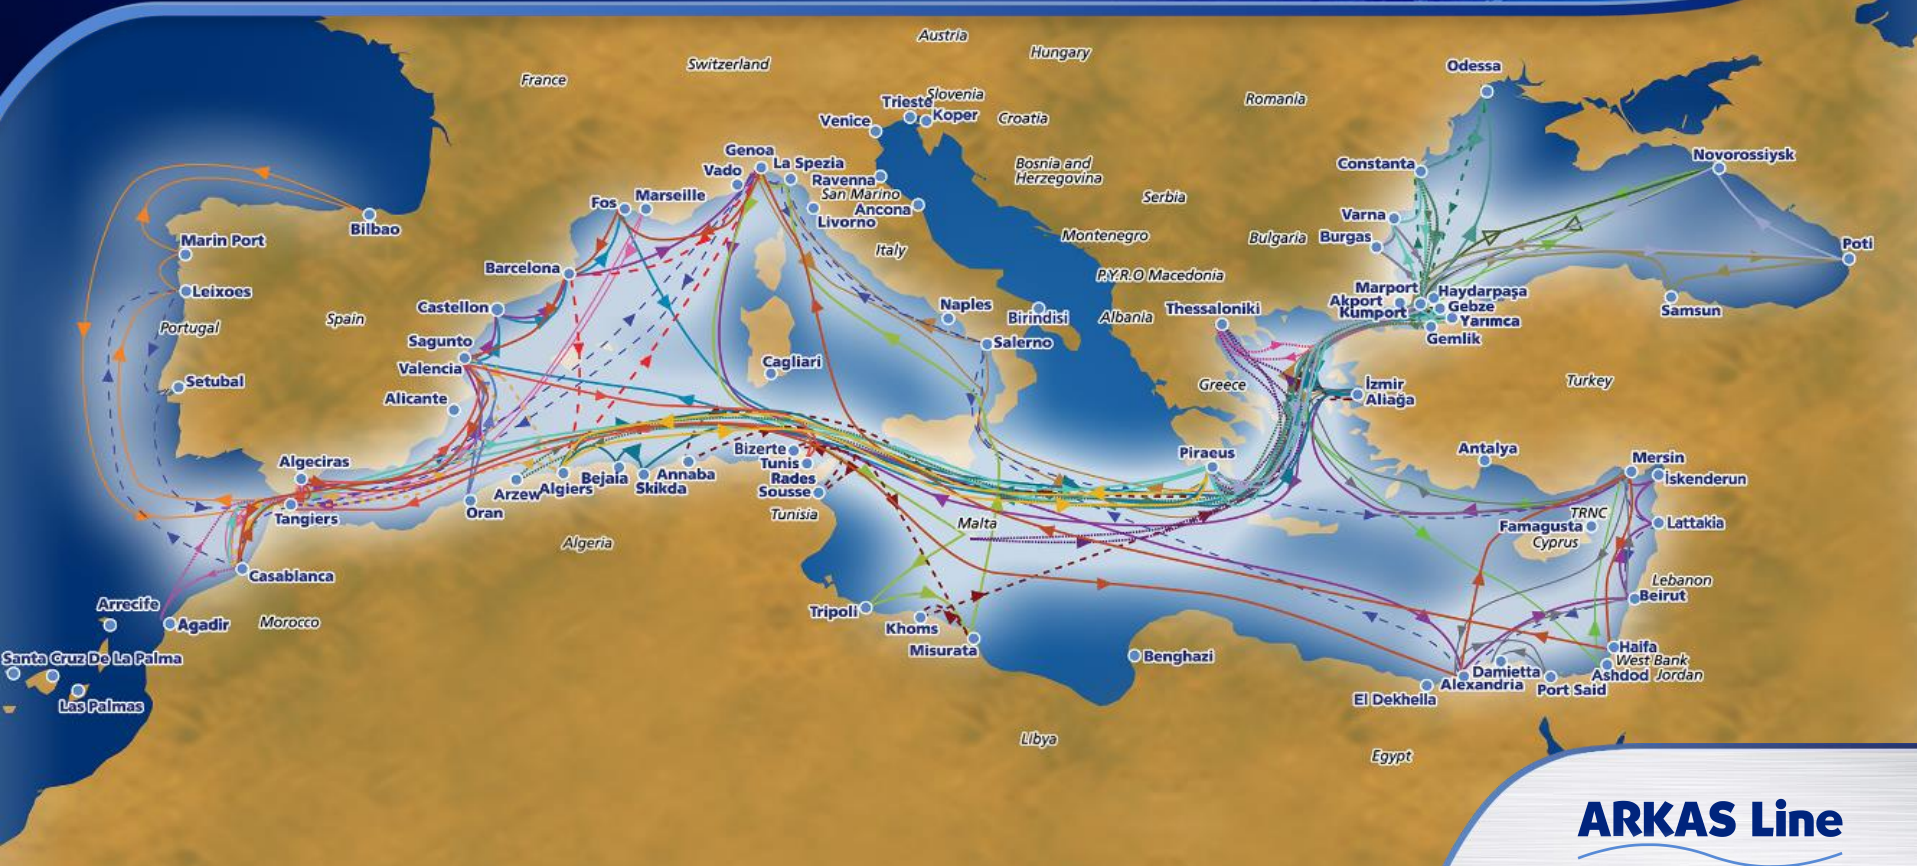 Austria
Hungary
Switzerland
France
Odessa
Slovenia
Trieste
Koper
Romania
Venice
Croatia
Genoa
La Spezia
Vado
Ravenna
San Marino
Ancona
Livorno
Bosnia and
Herzegovina
Constanta
Novorossiysk
Fos
Marseille
Serbia
Varna
Burgas
Bulgaria
Bilbao
Marin Port
Italy
Montenegro
Poti
Barcelona
P.Y.R.O Macedonia
Leixoes
Castellon
Naples
Birindisi
Albania
Thessaloniki
Marport
Akport
Kumport
Haydarpaşa
Gebze
Yarımca
Gemlik
Samsun
Portugal
Spain
Sagunto
Valencia
Salerno
Cagliari
Setubal
Alicante
Greece
İzmir
Aliağa
Turkey
Algeciras
Bizerte
Tunis
Rades
Sousse
Piraeus
Antalya
Mersin
İskenderun
Arzew
Algiers
Bejala
Skikda
Annaba
Oran
Tangiers
Tunisia
Malta
TRNC
Famagusta
Cyprus
Lattakia
Algeria
Casablanca
Lebanon
Beirut
Arrecife
Agadir
Morocco
Tripoli
Khoms
Misurata
Benghazi
Haifa
West Bank
Ashdod
Jordan
Santa Cruz De La Palma
Las Palmas
Damietta
Alexandria
Port Said
El Dekheila
Libya
Egypt
ARKAS Line